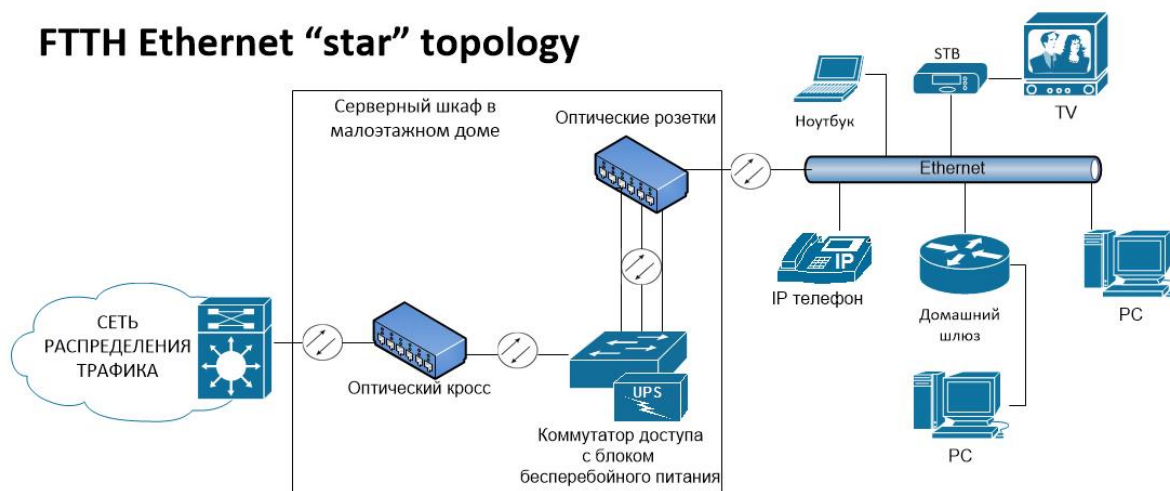 FTTH Ethernet “star” topology
Серверный шкаф в
малоэтажном доме
Оптические розетки
Ноутбук
STB
TV
Ethernet
IP
IP телефон
Домашний
шлюз
PC
PC
СЕТЬ
РАСПРЕДЕЛЕНИЯ
ТРАФИКА
Оптический кросс
UPS
Коммутатор доступа
с блоком
бесперебойного питания